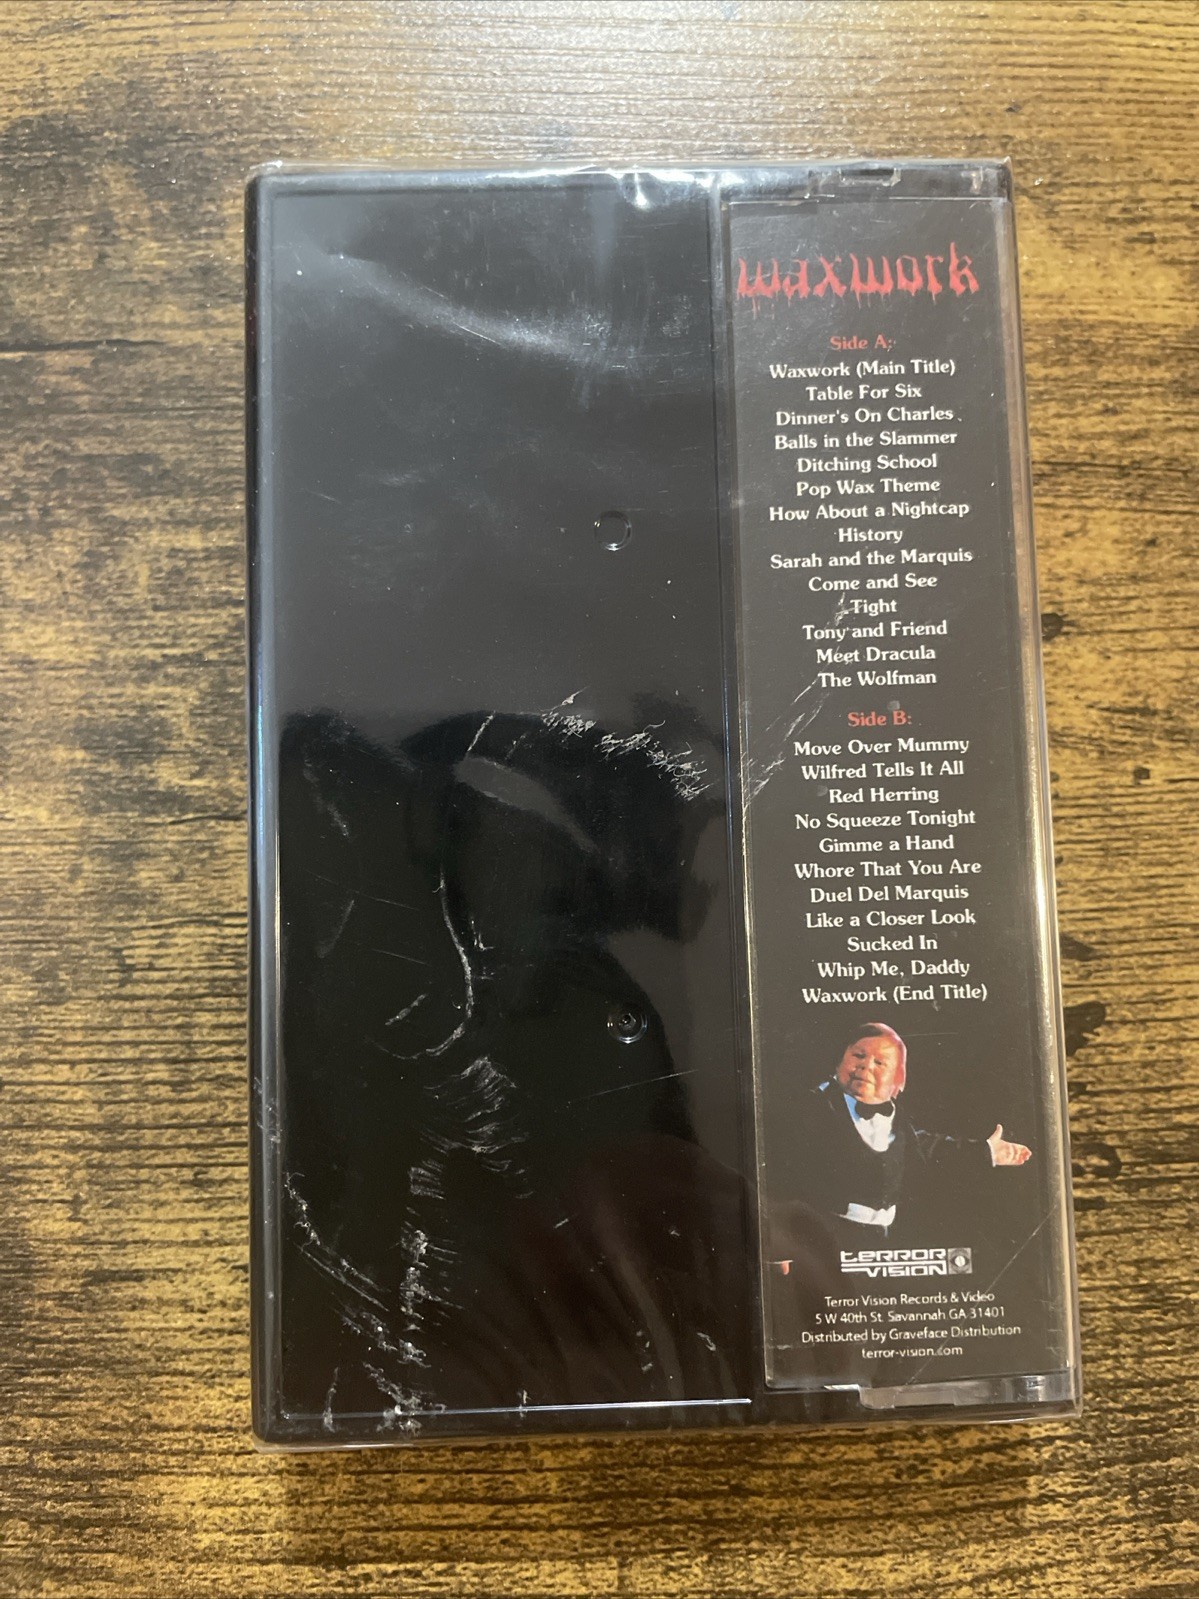 waxwork
Side A:
Waxwork (Main Title)
Table For Six
Dinner's On Charles
Balls in the Slammer
Ditching School
Pop Wax Theme
How About a Nightcap
History
Sarah and the Marquis
Come and See
Tight
Tony and Friend
Meet Dracula
The Wolfman
Side B:
Move Over Mummy
Wilfred Tells It All
Red Herring
No Squeeze Tonight
Gimme a Hand
Whore That You Are
Duel Del Marquis
Like a Closer Look
Sucked In
Whip Me, Daddy
Waxwork (End Title)
TERROR
VISION
Terror Vision Records & Video
5 W 40th St. Savannah GA 31401
Distributed by Graveface Distribution
terror-vision.com